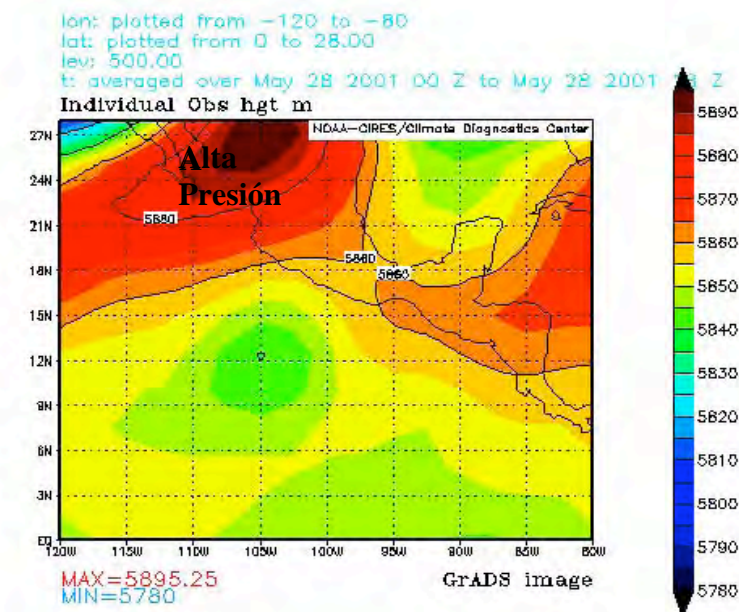 lon: plotted from -120 to -80
lat: plotted from 0 to 28.00
lev: 500.00
t: averaged over May 28 2001 00 Z to May 28 2001 Z
Individual Obs hgt m
NOAA-CIRES/Climate Diagnostics Center
Alta
Presión
5880
5860
5860
27N
24N
21N
18N
15N
12N
9N
6N
3N
EQ
120W 115W 110W 105W 100W 95W 90W 85W 80W
5890
5880
5870
5860
5850
5840
5830
5820
5810
5800
5790
5780
MAX=5895.25
MIN=5780
GrADS image